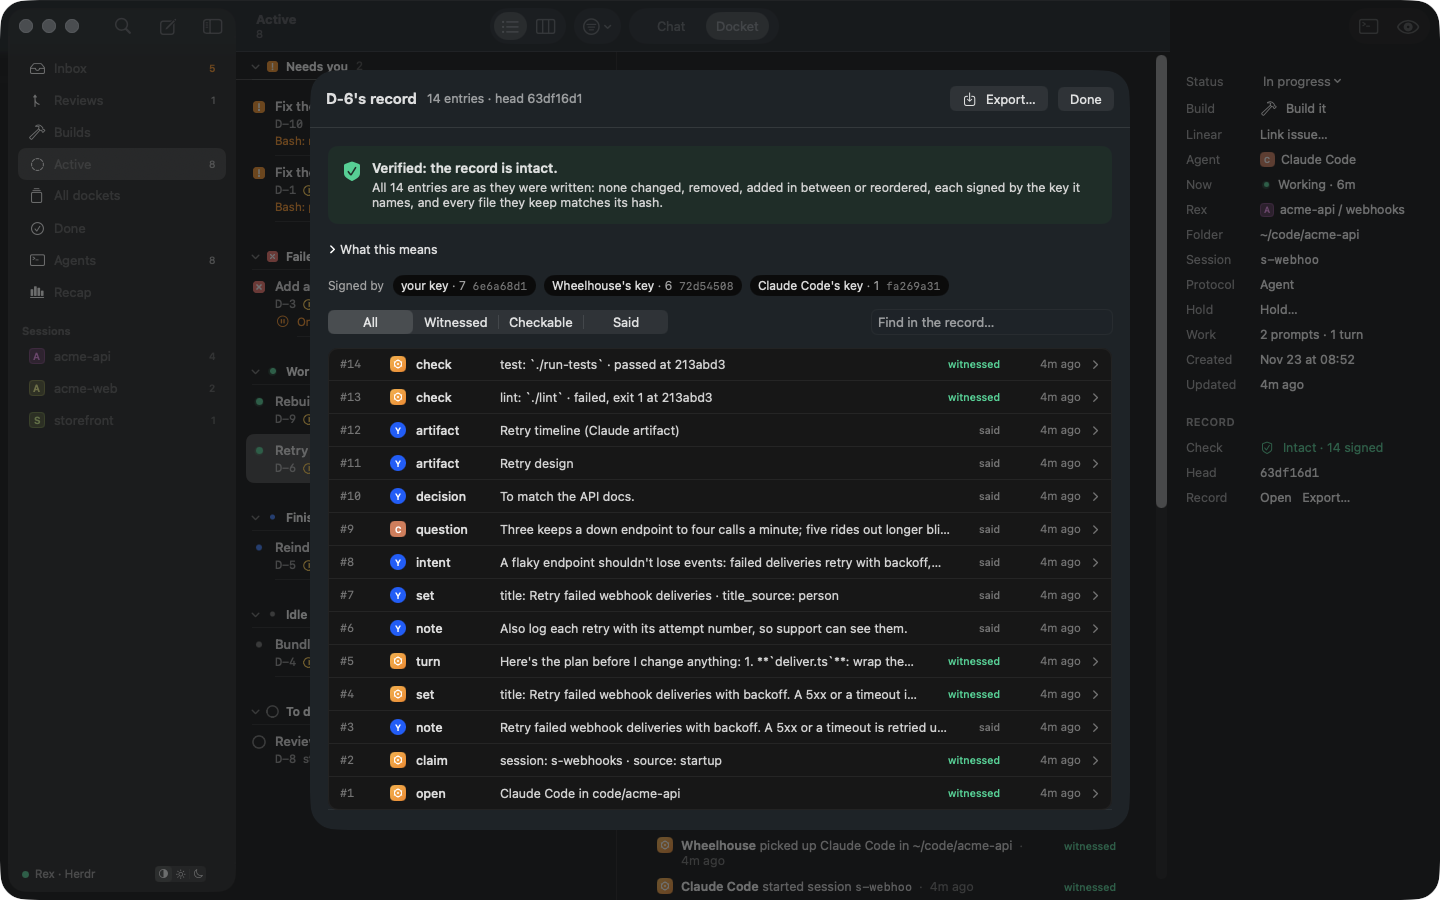 Active
8
Chat
Docket
Inbox 5
Reviews 1
Builds
Active 8
All dockets
Done
Agents 8
Recap
Sessions
A acme-api 4
A acme-web 2
S storefront 1
Rex · Herdr
Needs you 2
Fix the
D-10
Bash:
Fix the
D-1
Bash:
Faile
Add a
D-3
On
Wor
Rebui
D-9
Retry
D-6
Finis
Reind
D-5
Idle
Bundl
D-4
To d
Revie
D-8
D-6's record 14 entries · head 63df16d1
Export...
Done
Verified: the record is intact.
All 14 entries are as they were written: none changed, removed, added in between or reordered, each signed by the key it
names, and every file they keep matches its hash.
What this means
Signed by your key · 7 6e6a68d1 Wheelhouse's key · 6 72d54508 Claude Code's key · 1 fa269a31
All Witnessed Checkable Said
Find in the record...
#14 check test: `./run-tests` · passed at 213abd3 witnessed 4m ago
#13 check lint: `./lint` · failed, exit 1 at 213abd3 witnessed 4m ago
#12 Y artifact Retry timeline (Claude artifact) said 4m ago
#11 Y artifact Retry design said 4m ago
#10 Y decision To match the API docs. said 4m ago
#9 C question Three keeps a down endpoint to four calls a minute; five rides out longer bli... said 4m ago
#8 Y intent A flaky endpoint shouldn't lose events: failed deliveries retry with backoff,... said 4m ago
#7 Y set title: Retry failed webhook deliveries · title_source: person said 4m ago
#6 Y note Also log each retry with its attempt number, so support can see them. said 4m ago
#5 turn Here's the plan before I change anything: 1. **`deliver.ts`**: wrap the... witnessed 4m ago
#4 set title: Retry failed webhook deliveries with backoff. A 5xx or a timeout i... witnessed 4m ago
#3 Y note Retry failed webhook deliveries with backoff. A 5xx or a timeout is retried u... said 4m ago
#2 claim session: s-webhooks · source: startup witnessed 4m ago
#1 open Claude Code in code/acme-api witnessed 4m ago
Wheelhouse picked up Claude Code in ~/code/acme-api · witnessed
4m ago
Claude Code started session s-webhoo · 4m ago witnessed
Status In progress
Build Build it
Linear Link issue...
Agent C Claude Code
Now Working · 6m
Rex A acme-api / webhooks
Folder ~/code/acme-api
Session s-webhoo
Protocol Agent
Hold Hold...
Work 2 prompts · 1 turn
Created Nov 23 at 08:52
Updated 4m ago
RECORD
Check Intact · 14 signed
Head 63df16d1
Record Open Export...